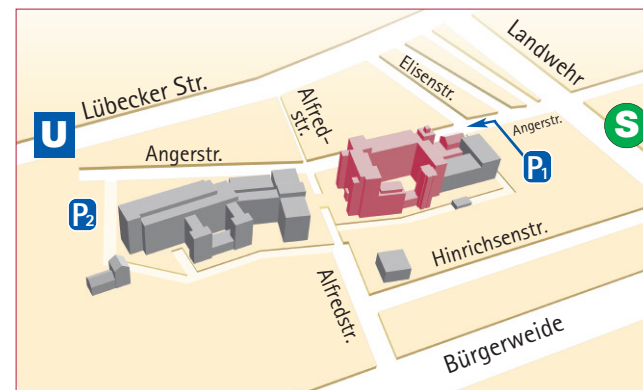 Landwehr
Lübecker Str.
Elisenstr.
Alfred-
str.
U
S
Angerstr.
Angerstr.
P1
P2
Hinrichsenstr.
Alfredstr.
Bürgerweide